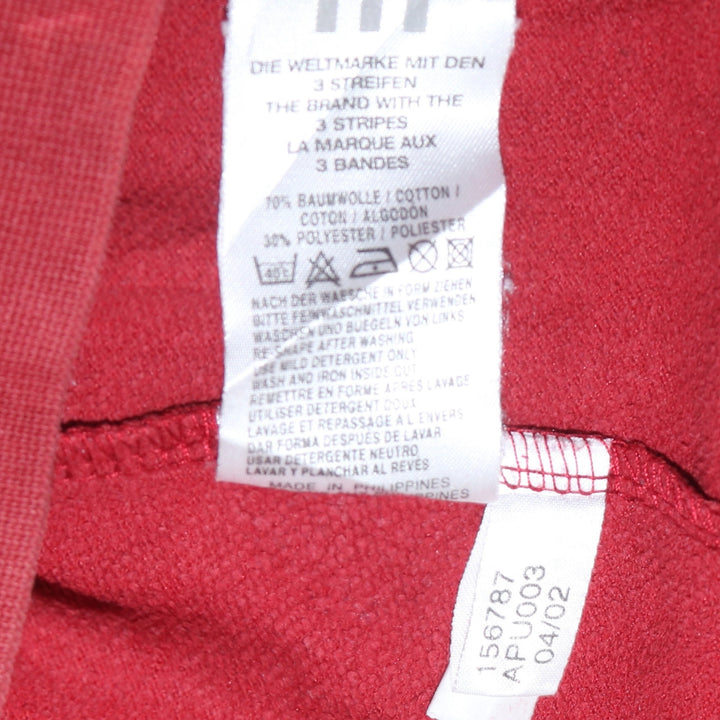 DIE WELTMARKE MIT DEN
3 STREIFEN
THE BRAND WITH THE
3 STRIPES
LA MARQUE AUX
3 BANDES
70% BAUMWOLLE / COTTON /
COTON / ALGODÓN
30% POLYESTER / POLIESTER
40
NACH DER WAESCHE IN FORM ZIEHEN
BITTE FEINWASCHMITTEL VERWENDEN
WASCHEN UND BUEGELN VON LINKS
RE-SHAPE AFTER WASHING
USE MILD DETERGENT ONLY
WASH AND IRON INSIDE OUT
REMETTRE EN FORME APRES LAVAGE
UTILISER DETERGENT DOUX
LAVAGE ET REPASSAGE A L'ENVERS
DAR FORMA DESPUES DE LAVAR
USAR DETERGENTE NEUTRO
LAVAR Y PLANCHAR AL REVES
MADE IN PHILIPPINES
156787
APU003
04/02